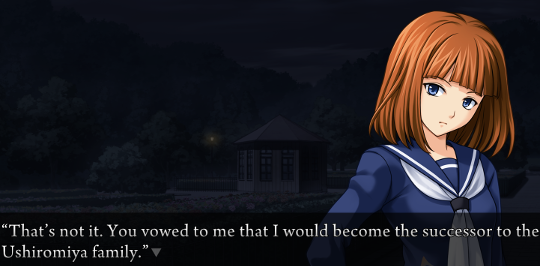 “That’s not it. You vowed to me that I would become the successor to the
Ushiromiya family.”